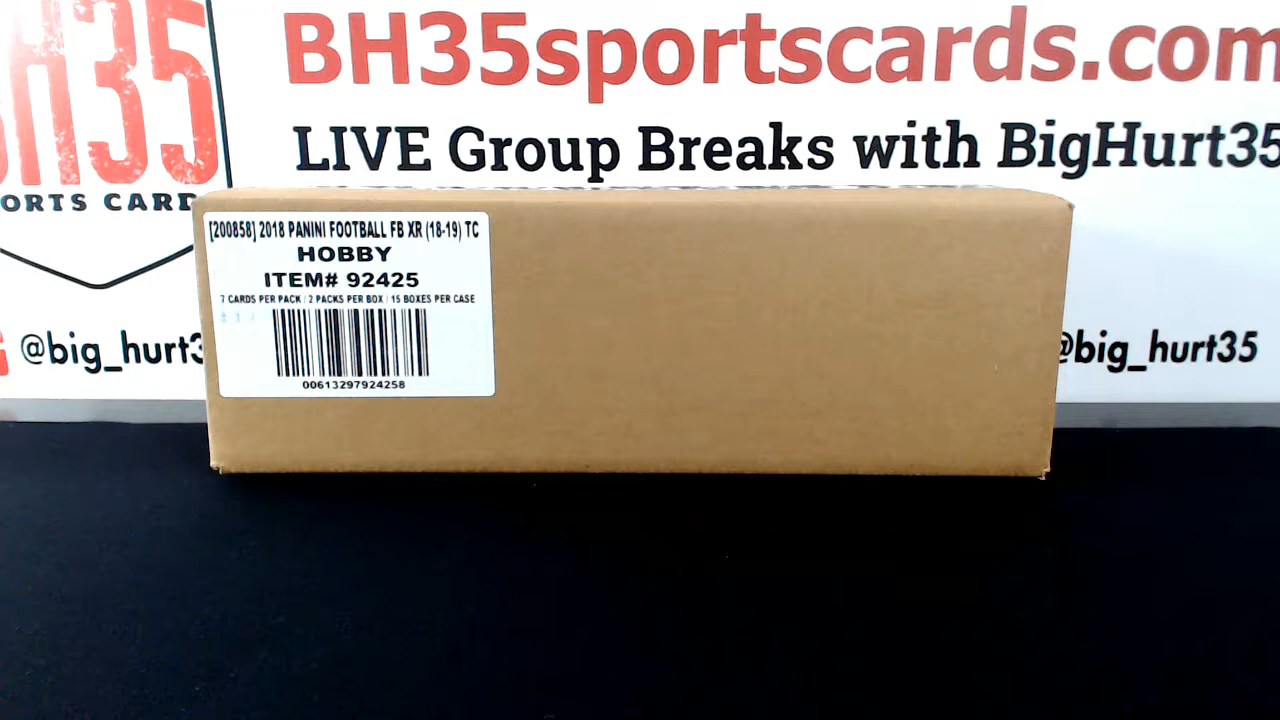 BH35
ORTS CARD
BH35sportscards.com
LIVE Group Breaks with BigHurt35
[200858] 2018 PANINI FOOTBALL FB XR (18-19) TC
HOBBY
ITEM# 92425
7 CARDS PER PACK / 2 PACKS PER BOX / 15 BOXES PER CASE
00613297924258
@big_hurt3
@big_hurt35